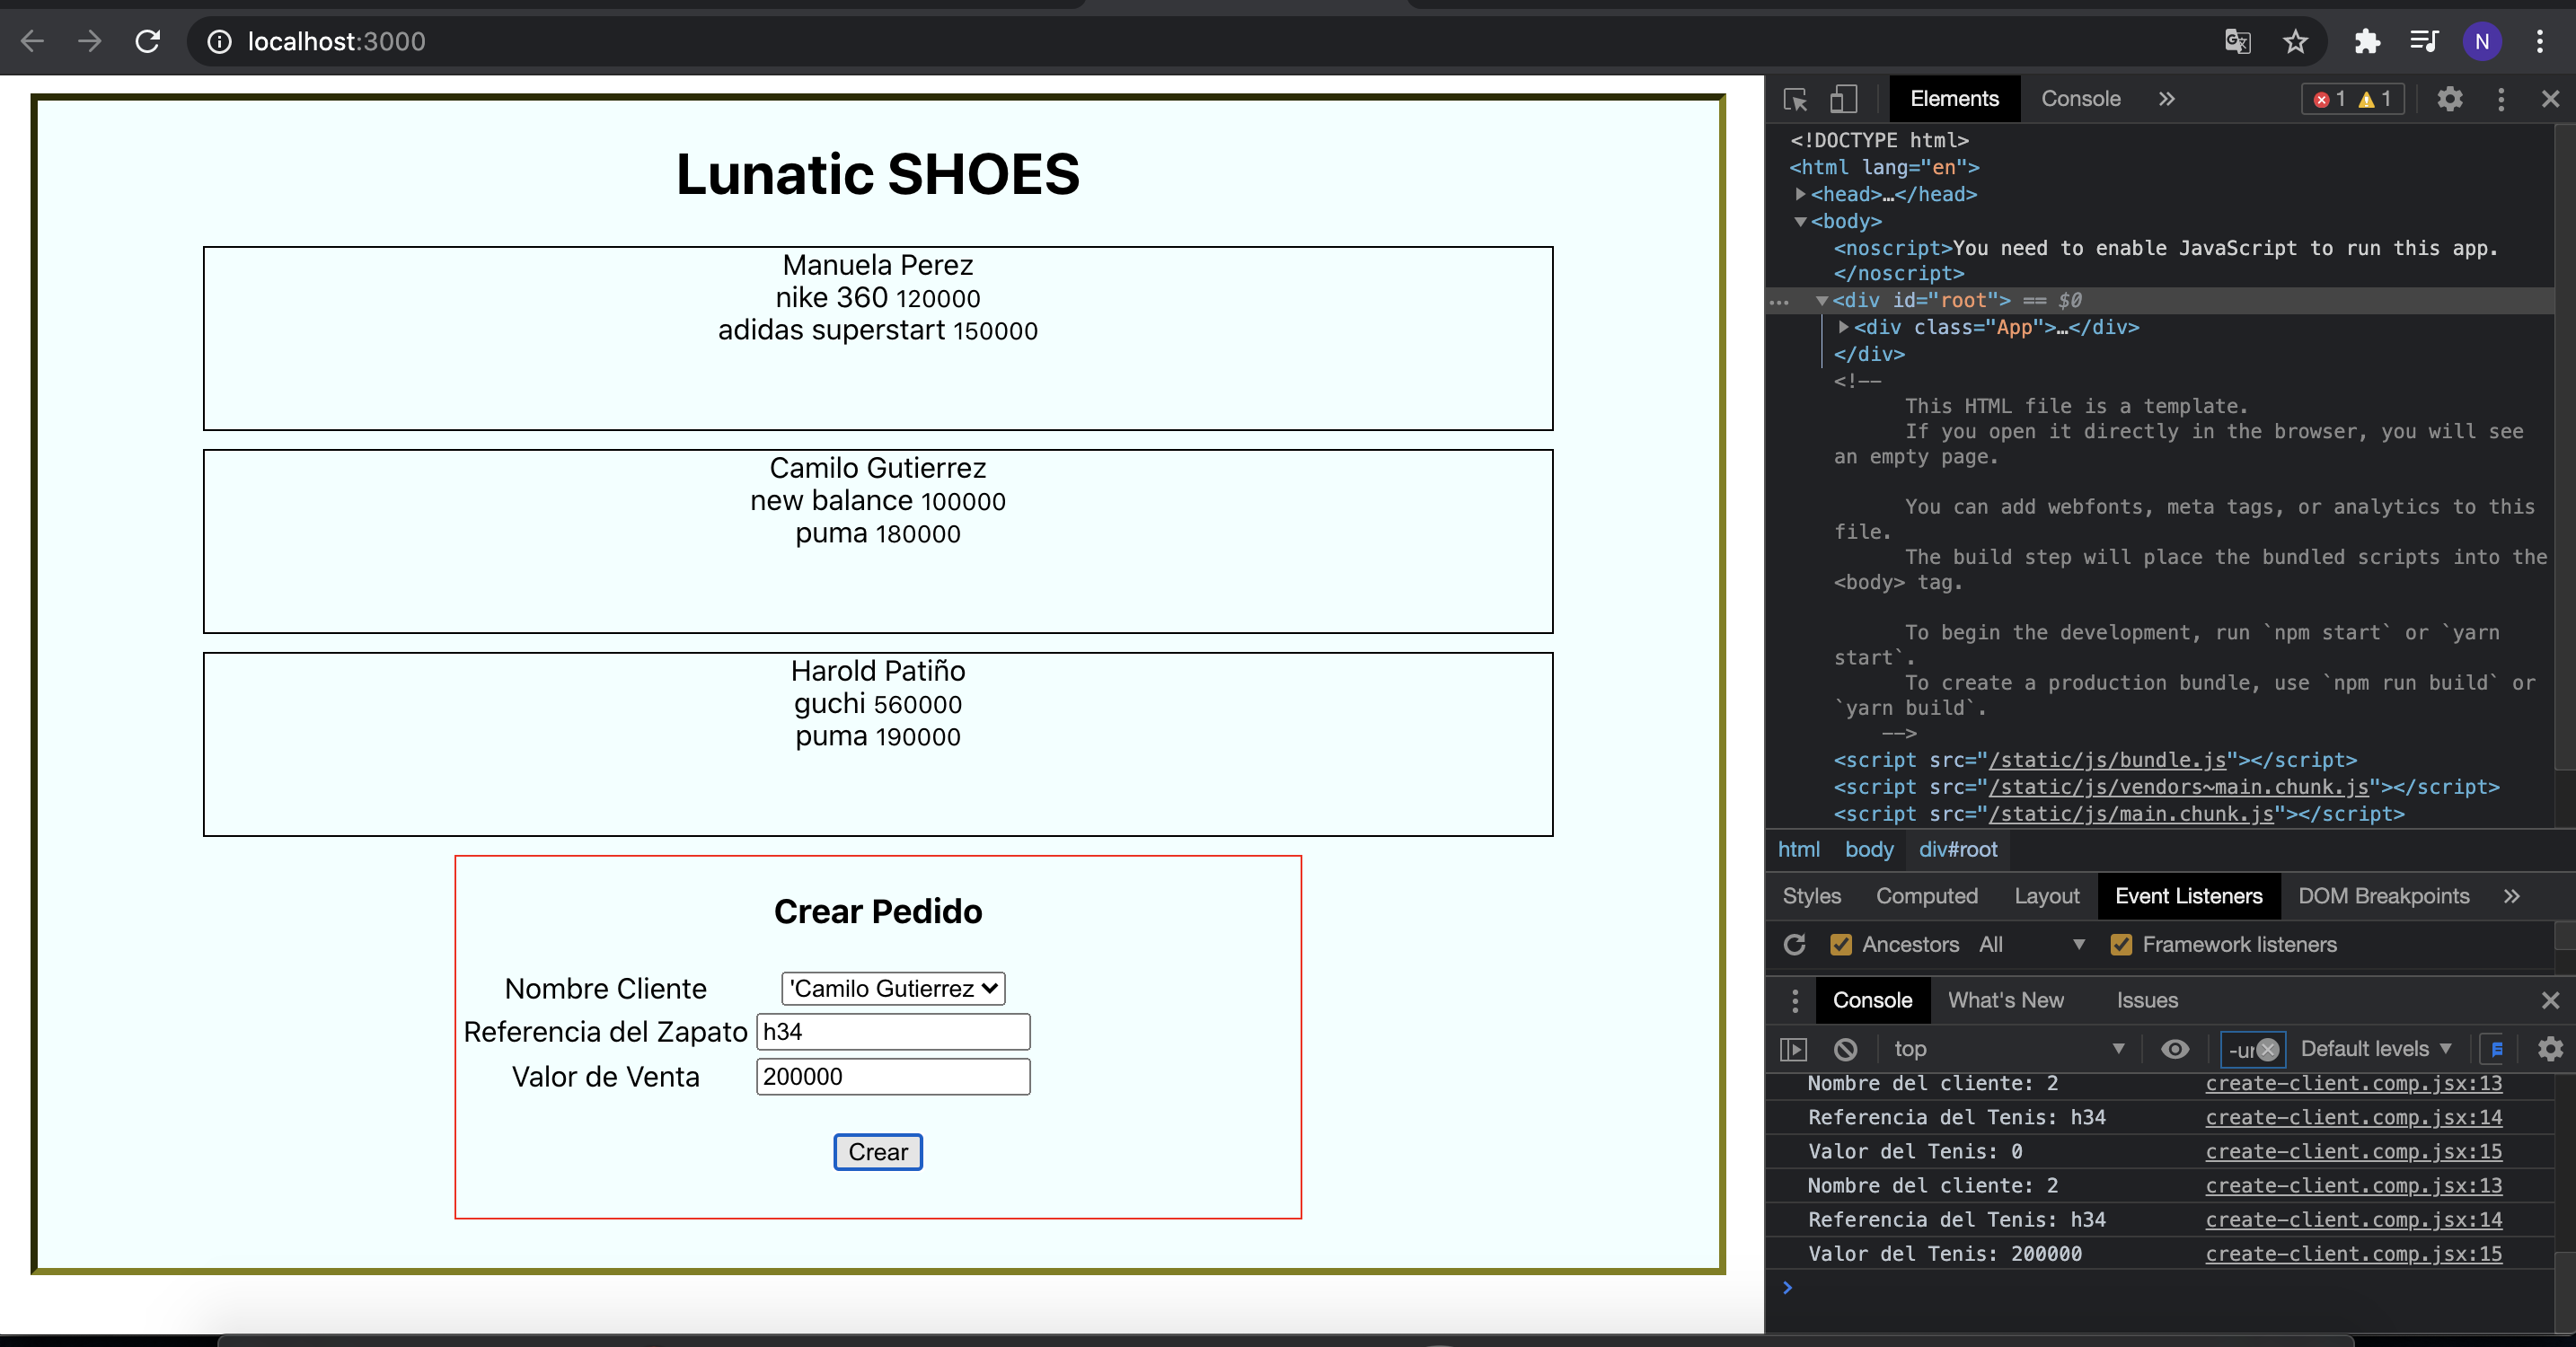 localhost:3000
N
Lunatic SHOES
Manuela Perez
nike 360 120000
adidas superstart 150000
Camilo Gutierrez
new balance 100000
puma 180000
Harold Patiño
guchi 560000
puma 190000
Crear Pedido
Nombre Cliente 'Camilo Gutierrez
Referencia del Zapato h34
Valor de Venta 200000
Crear
Elements Console » 1 1
<!DOCTYPE html>
<html lang="en">
<head>…</head>
<body>
<noscript>You need to enable JavaScript to run this app.
</noscript>
<div id="root"> == $0
<div class="App">…</div>
</div>
<!--
This HTML file is a template.
If you open it directly in the browser, you will see
an empty page.
You can add webfonts, meta tags, or analytics to this
file.
The build step will place the bundled scripts into the
<body> tag.
To begin the development, run `npm start` or `yarn
start`.
To create a production bundle, use `npm run build` or
`yarn build`.
-->
<script src="/static/js/bundle.js"></script>
<script src="/static/js/vendors~main.chunk.js"></script>
<script src="/static/js/main.chunk.js"></script>
html body div#root
Styles Computed Layout Event Listeners DOM Breakpoints »
Ancestors All Framework listeners
Console What's New Issues
top -ur Default levels
Nombre del cliente: 2 create-client.comp.jsx:13
Referencia del Tenis: h34 create-client.comp.jsx:14
Valor del Tenis: 0 create-client.comp.jsx:15
Nombre del cliente: 2 create-client.comp.jsx:13
Referencia del Tenis: h34 create-client.comp.jsx:14
Valor del Tenis: 200000 create-client.comp.jsx:15